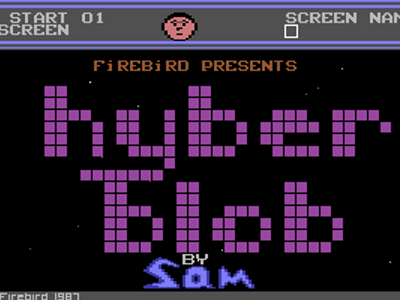 START 01
SCREEN
SCREEN NAM
FiREBiRD PRESENTS
hyber
blob
BY
Sam
Firebird 1987